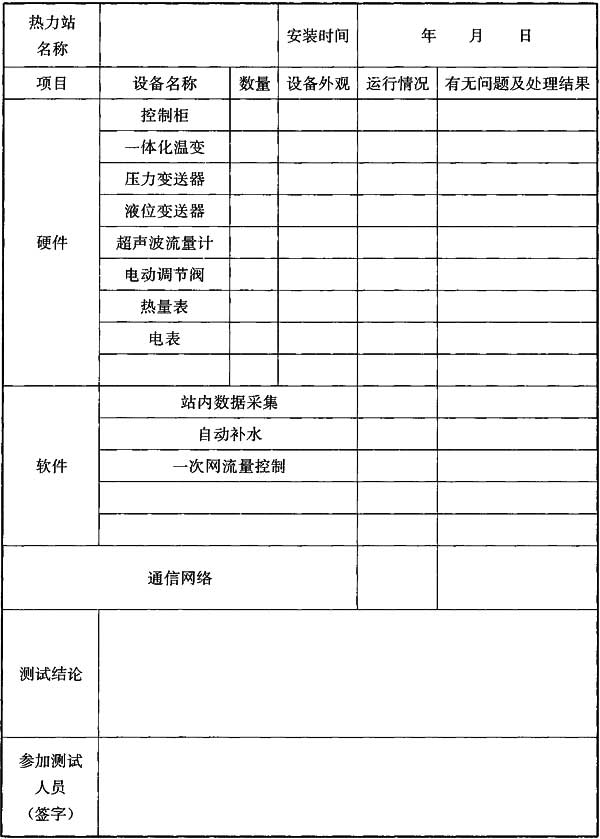 热力站
名称
安装时间
年 月 日
项目 设备名称 数量 设备外观 运行情况 有无问题及处理结果
硬件
控制柜
一体化温变
压力变送器
液位变送器
超声波流量计
电动调节阀
热量表
电表
软件
站内数据采集
自动补水
一次网流量控制
通信网络
测试结论
参加测试
人员
（签字）